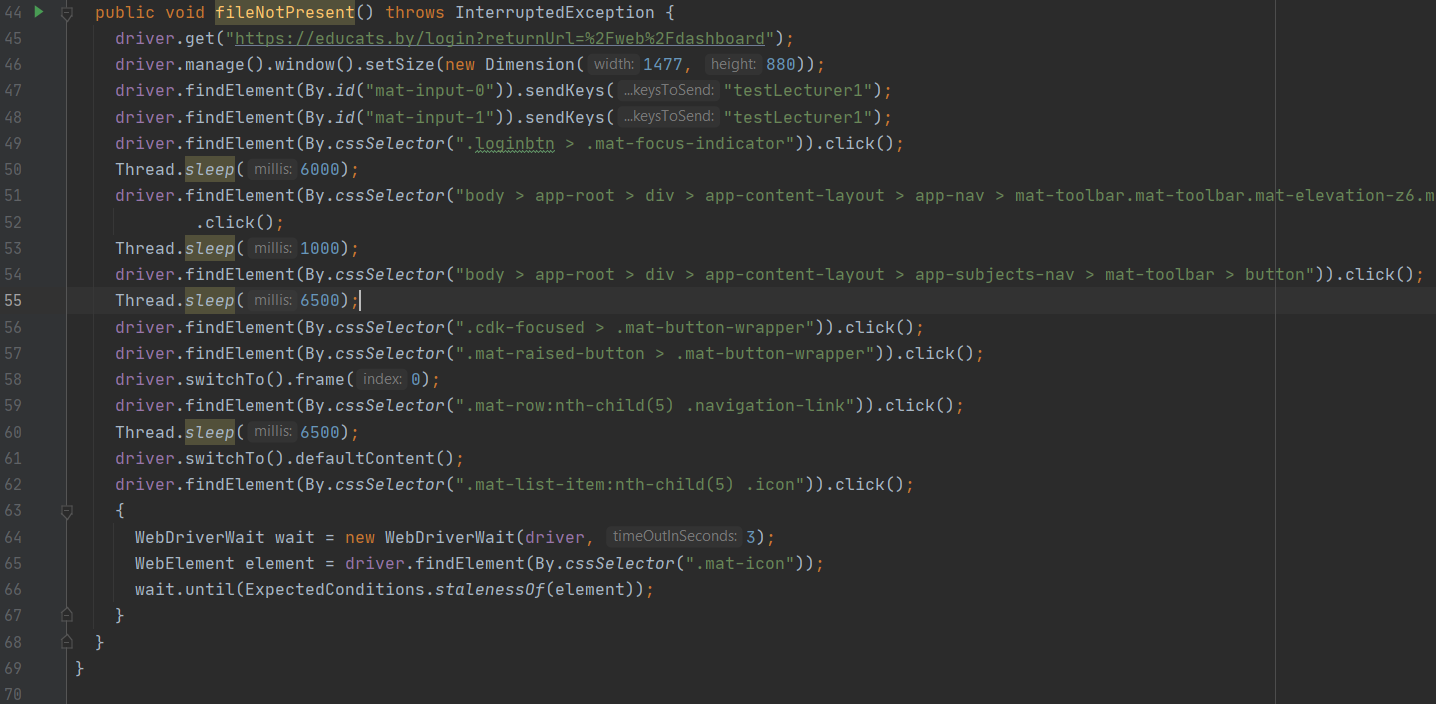 44 public void fileNotPresent() throws InterruptedException {
45 driver.get("https://educats.by/login?returnUrl=%2Fweb%2Fdashboard");
46 driver.manage().window().setSize(new Dimension( width: 1477, height: 880));
47 driver.findElement(By.id("mat-input-0")).sendKeys( ...keysToSend: "testLecturer1");
48 driver.findElement(By.id("mat-input-1")).sendKeys( ...keysToSend: "testLecturer1");
49 driver.findElement(By.cssSelector(".loginbtn > .mat-focus-indicator")).click();
50 Thread.sleep( millis: 6000);
51 driver.findElement(By.cssSelector("body > app-root > div > app-content-layout > app-nav > mat-toolbar.mat-toolbar.mat-elevation-z6.m
52 .click();
53 Thread.sleep( millis: 1000);
54 driver.findElement(By.cssSelector("body > app-root > div > app-content-layout > app-subjects-nav > mat-toolbar > button")).click();
55 Thread.sleep( millis: 6500);
56 driver.findElement(By.cssSelector(".cdk-focused > .mat-button-wrapper")).click();
57 driver.findElement(By.cssSelector(".mat-raised-button > .mat-button-wrapper")).click();
58 driver.switchTo().frame( index: 0);
59 driver.findElement(By.cssSelector(".mat-row:nth-child(5) .navigation-link")).click();
60 Thread.sleep( millis: 6500);
61 driver.switchTo().defaultContent();
62 driver.findElement(By.cssSelector(".mat-list-item:nth-child(5) .icon")).click();
63 {
64 WebDriverWait wait = new WebDriverWait(driver, timeOutInSeconds: 3);
65 WebElement element = driver.findElement(By.cssSelector(".mat-icon"));
66 wait.until(ExpectedConditions.stalenessOf(element));
67 }
68 }
69 }
70